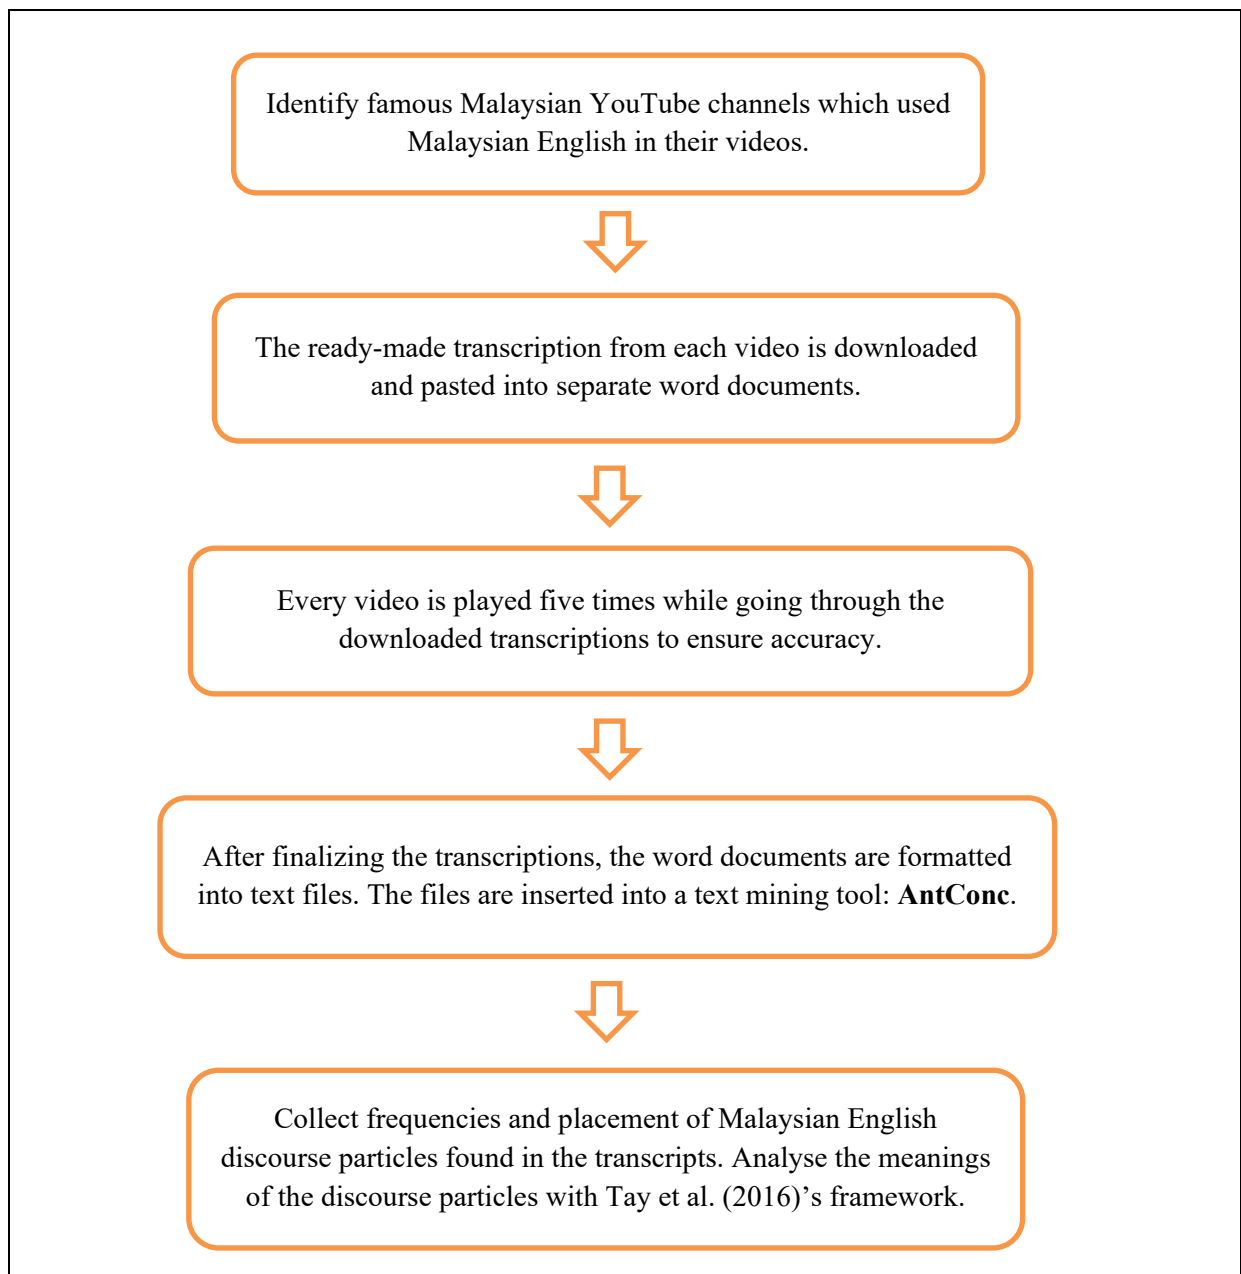 Identify famous Malaysian YouTube channels which used
Malaysian English in their videos.
The ready-made transcription from each video is downloaded
and pasted into separate word documents.
Every video is played five times while going through the
downloaded transcriptions to ensure accuracy.
After finalizing the transcriptions, the word documents are formatted
into text files. The files are inserted into a text mining tool: AntConc.
Collect frequencies and placement of Malaysian English
discourse particles found in the transcripts. Analyse the meanings
of the discourse particles with Tay et al. (2016)’s framework.